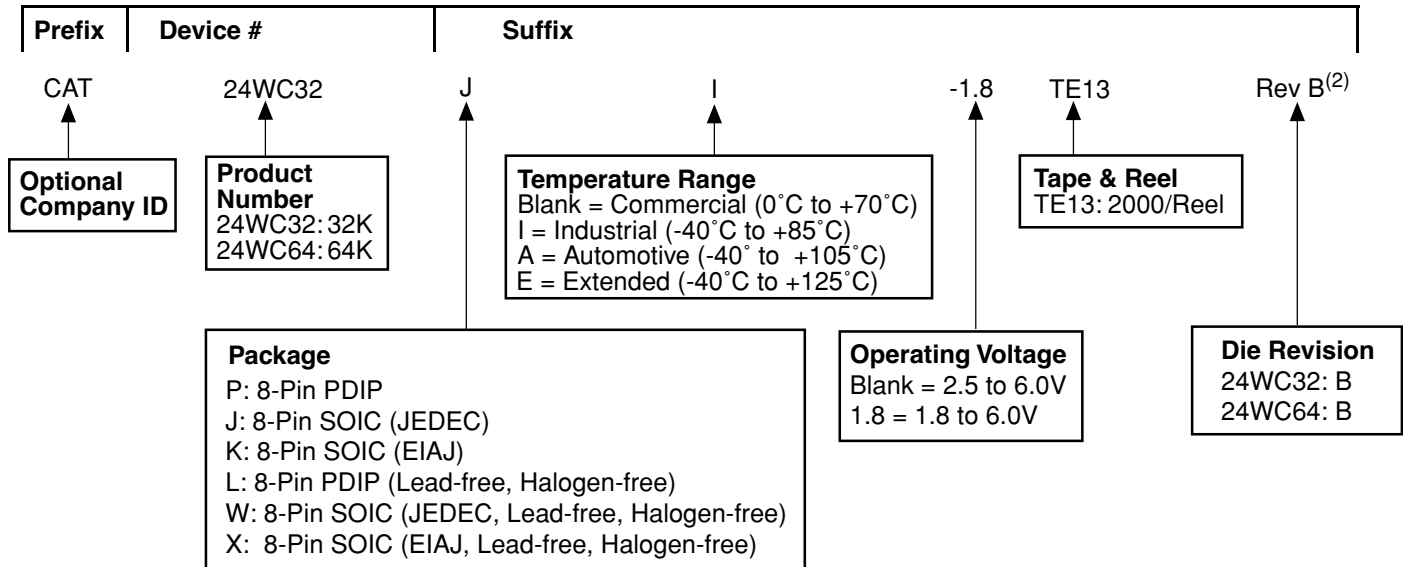 Prefix Device # Suffix
CAT 24WC32 J I -1.8 TE13 Rev B(2)
Optional
Company ID
Product
Number
24WC32: 32K
24WC64: 64K
Temperature Range
Blank = Commercial (0˚C to +70˚C)
I = Industrial (-40˚C to +85˚C)
A = Automotive (-40˚ to +105˚C)
E = Extended (-40˚C to +125˚C)
Tape & Reel
TE13: 2000/Reel
Package
P: 8-Pin PDIP
J: 8-Pin SOIC (JEDEC)
K: 8-Pin SOIC (EIAJ)
L: 8-Pin PDIP (Lead-free, Halogen-free)
W: 8-Pin SOIC (JEDEC, Lead-free, Halogen-free)
X: 8-Pin SOIC (EIAJ, Lead-free, Halogen-free)
Operating Voltage
Blank = 2.5 to 6.0V
1.8 = 1.8 to 6.0V
Die Revision
24WC32: B
24WC64: B